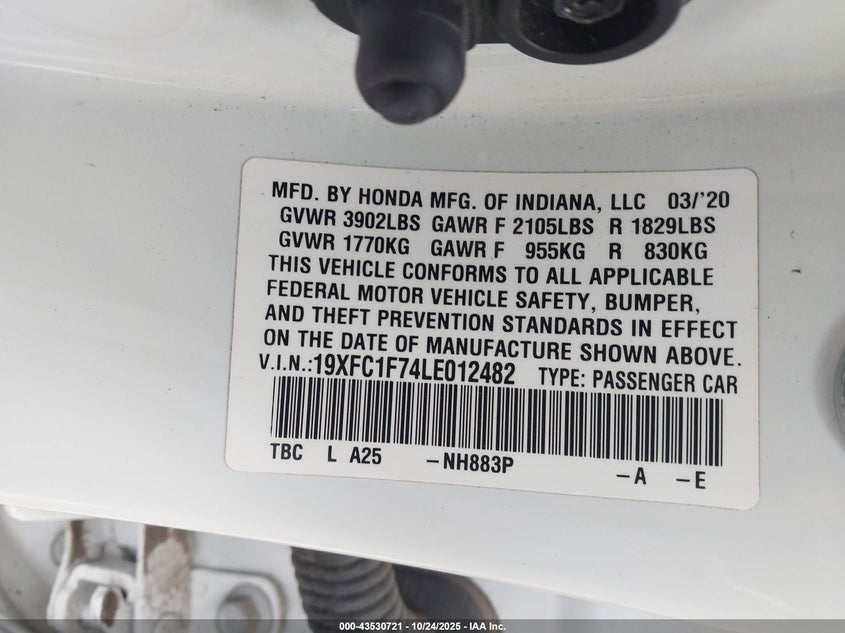 MFD. BY HONDA MFG. OF INDIANA, LLC 03/'20
GVWR 3902LBS GAWR F 2105LBS R 1829LBS
GVWR 1770KG GAWR F 955KG R 830KG
THIS VEHICLE CONFORMS TO ALL APPLICABLE
FEDERAL MOTOR VEHICLE SAFETY, BUMPER,
AND THEFT PREVENTION STANDARDS IN EFFECT
ON THE DATE OF MANUFACTURE SHOWN ABOVE.
V.I.N.:19XFC1F74LE012482 TYPE: PASSENGER CAR
TBC L A25 -NH883P -A -E
000-43530721 - 10/24/2025 - IAA Inc.